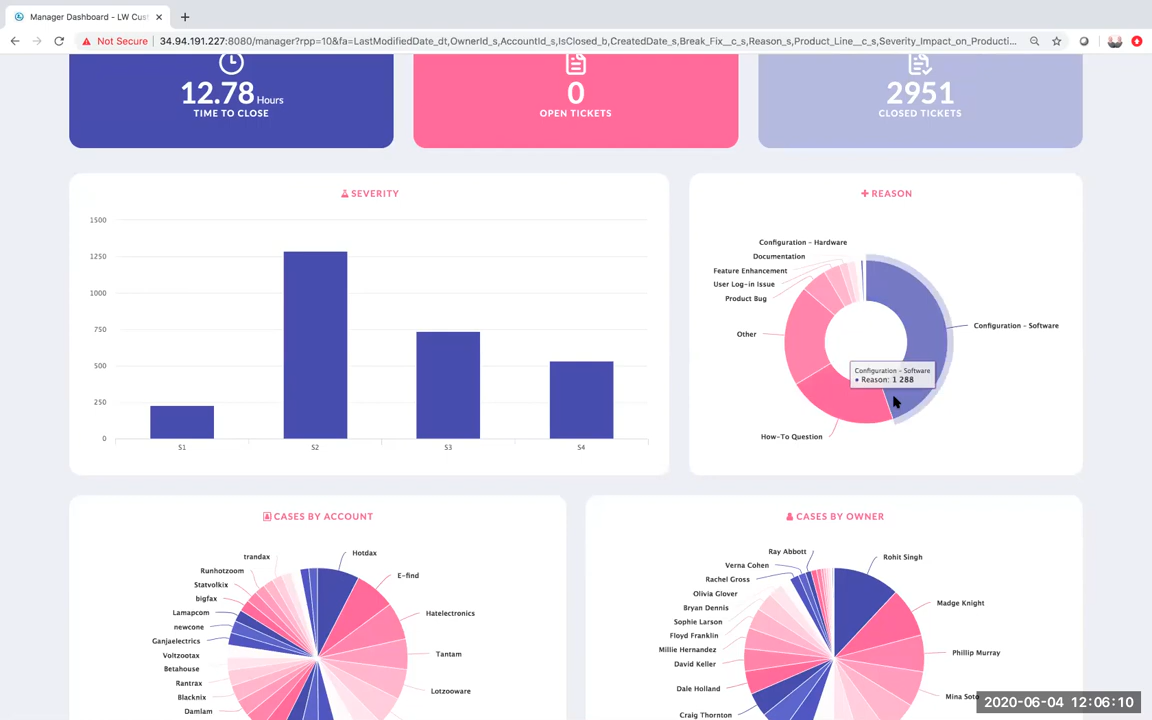 Manager Dashboard - LW Cust
Not Secure
34.94.191.227:8080/manager?rpp=10&fa=LastModifiedDate_dt,OwnerId_s,AccountId_s,IsClosed_b,CreatedDate_s,Break_Fix__c_s,Reason_s,Product_Line__c_s,Severity_Impact_on_Producti...
12.78 Hours
TIME TO CLOSE
0
OPEN TICKETS
2951
CLOSED TICKETS
SEVERITY
1500
1250
1000
750
500
250
0
S1
S2
S3
S4
REASON
Configuration - Hardware
Documentation
Feature Enhancement
User Log-in Issue
Product Bug
Other
How-To Question
Configuration - Software
Configuration - Software
• Reason: 1 288
CASES BY ACCOUNT
trandax
Runhotzoom
Statvolkix
bigfax
Lamapcom
newcone
Ganjaelectrics
Voltzootax
Betahouse
Rantrax
Blacknix
Damlam
Hotdax
E-find
Hatelectronics
Tantam
Lotzooware
CASES BY OWNER
Ray Abbott
Verna Cohen
Rachel Gross
Olivia Glover
Bryan Dennis
Sophie Larson
Floyd Franklin
Millie Hernandez
David Keller
Dale Holland
Craig Thornton
Rohit Singh
Madge Knight
Phillip Murray
Mina Soto
2020-06-04 12:06:10